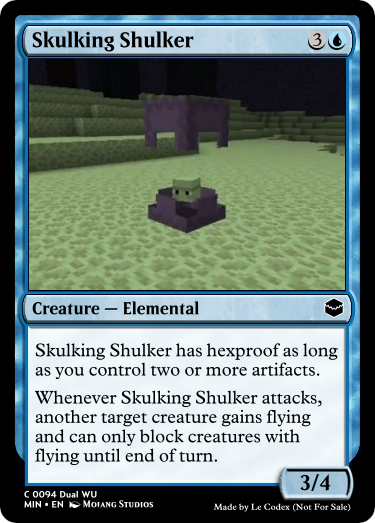 Skulking Shulker 3
Creature — Elemental
Skulking Shulker has hexproof as long
as you control two or more artifacts.
Whenever Skulking Shulker attacks,
another target creature gains flying
and can only block creatures with
flying until end of turn.
3/4
C 0094 Dual WU
MIN • EN Mojang Studios
Made by Le Codex (Not For Sale)